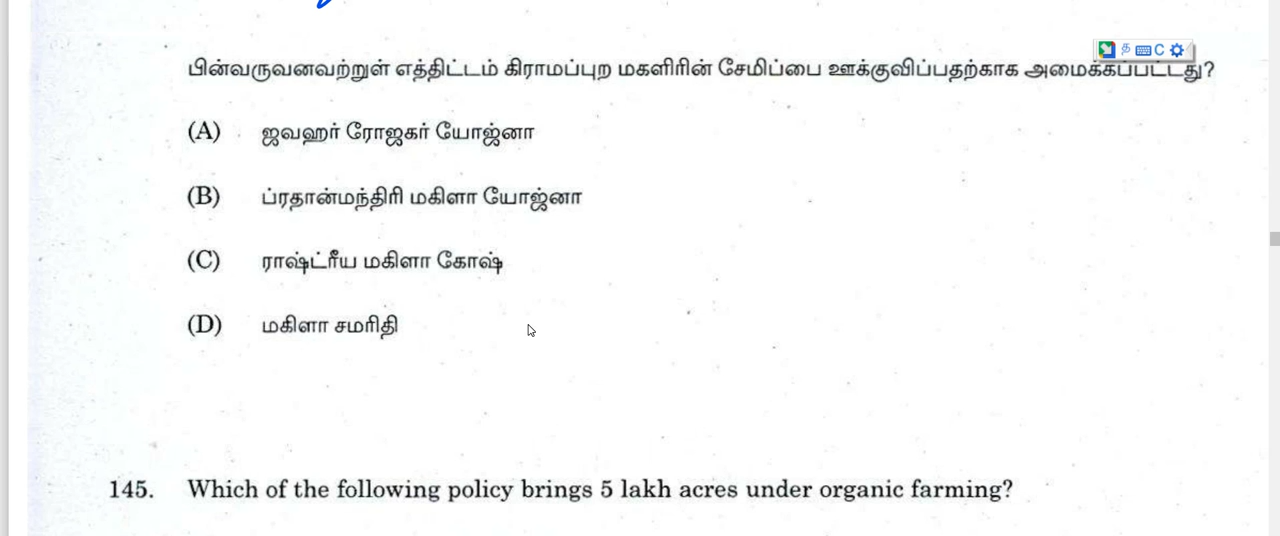 பின்வருவனவற்றுள் எத்திட்டம் கிராமப்புற மகளிரின் சேமிப்பை ஊக்குவிப்பதற்காக அமைக்கப்பட்டது?
(A) ஜவஹர் ரோஜகர் யோஜ்னா
(B) ப்ரதான்மந்திரி மகிளா யோஜ்னா
(C) ராஷ்ட்ரீய மகிளா கோஷ்
(D) மகிளா சமரிதி
145. Which of the following policy brings 5 lakh acres under organic farming?